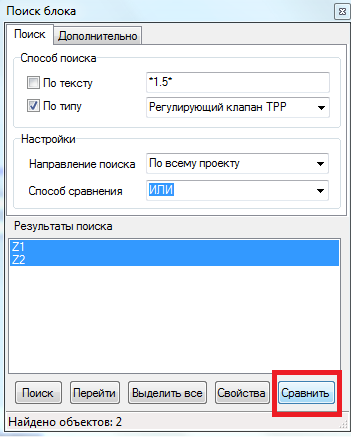 Поиск блока
Поиск Дополнительно
Способ поиска
По тексту *1.5*
По типу Регулирующий клапан ТРР
Настройки
Направление поиска По всему проекту
Способ сравнения ИЛИ
Результаты поиска
Z1
Z2
Поиск Перейти Выделить все Свойства Сравнить
Найдено объектов: 2